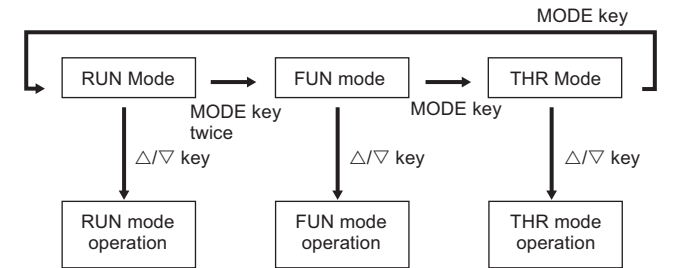 MODE key
RUN Mode
FUN mode
THR Mode
MODE key
twice
MODE key
△/▽ key
△/▽ key
△/▽ key
RUN mode
operation
FUN mode
operation
THR mode
operation